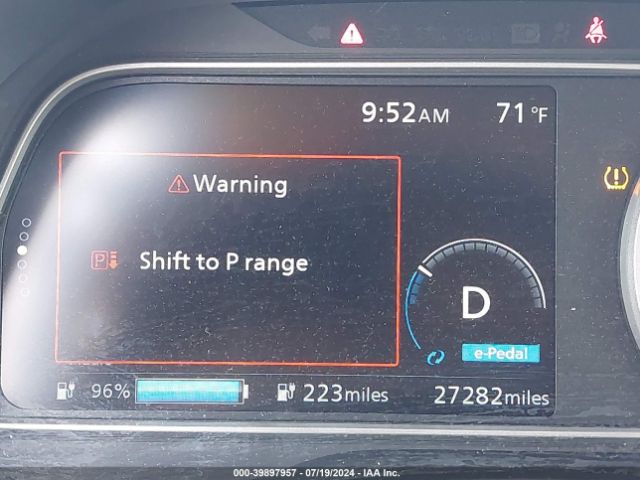 9:52AM 71°F
Warning
P Shift to P range
D
e-Pedal
96% 223miles 27282miles
000-39897957 - 07/19/2024 - IAA Inc.